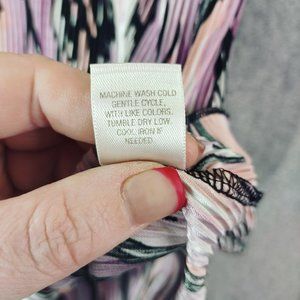 MACHINE WASH COLD
GENTLE CYCLE,
WITH LIKE COLORS.
TUMBLE DRY LOW.
COOL IRON IF
NEEDED.